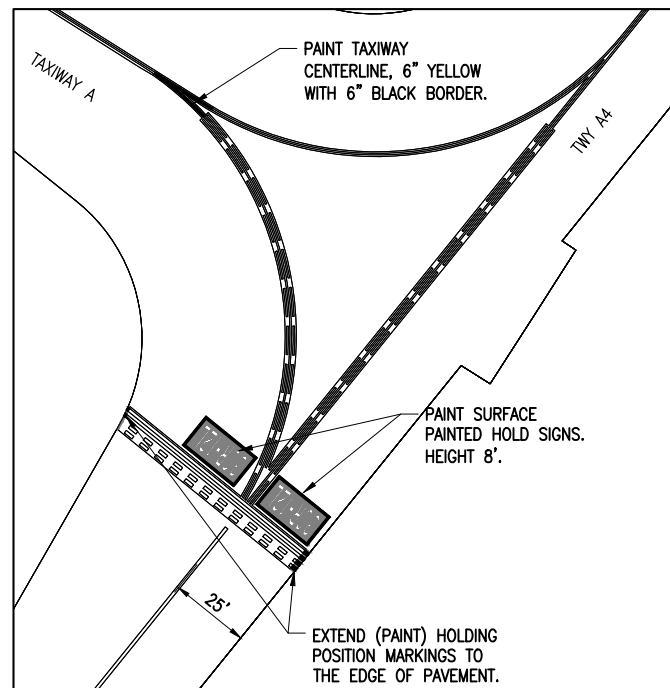 PAINT TAXIWAY
CENTERLINE, 6" YELLOW
WITH 6" BLACK BORDER.
TAXIWAY A
TWY A4
PAINT SURFACE
PAINTED HOLD SIGNS.
HEIGHT 8'.
25'
EXTEND (PAINT) HOLDING
POSITION MARKINGS TO
THE EDGE OF PAVEMENT.